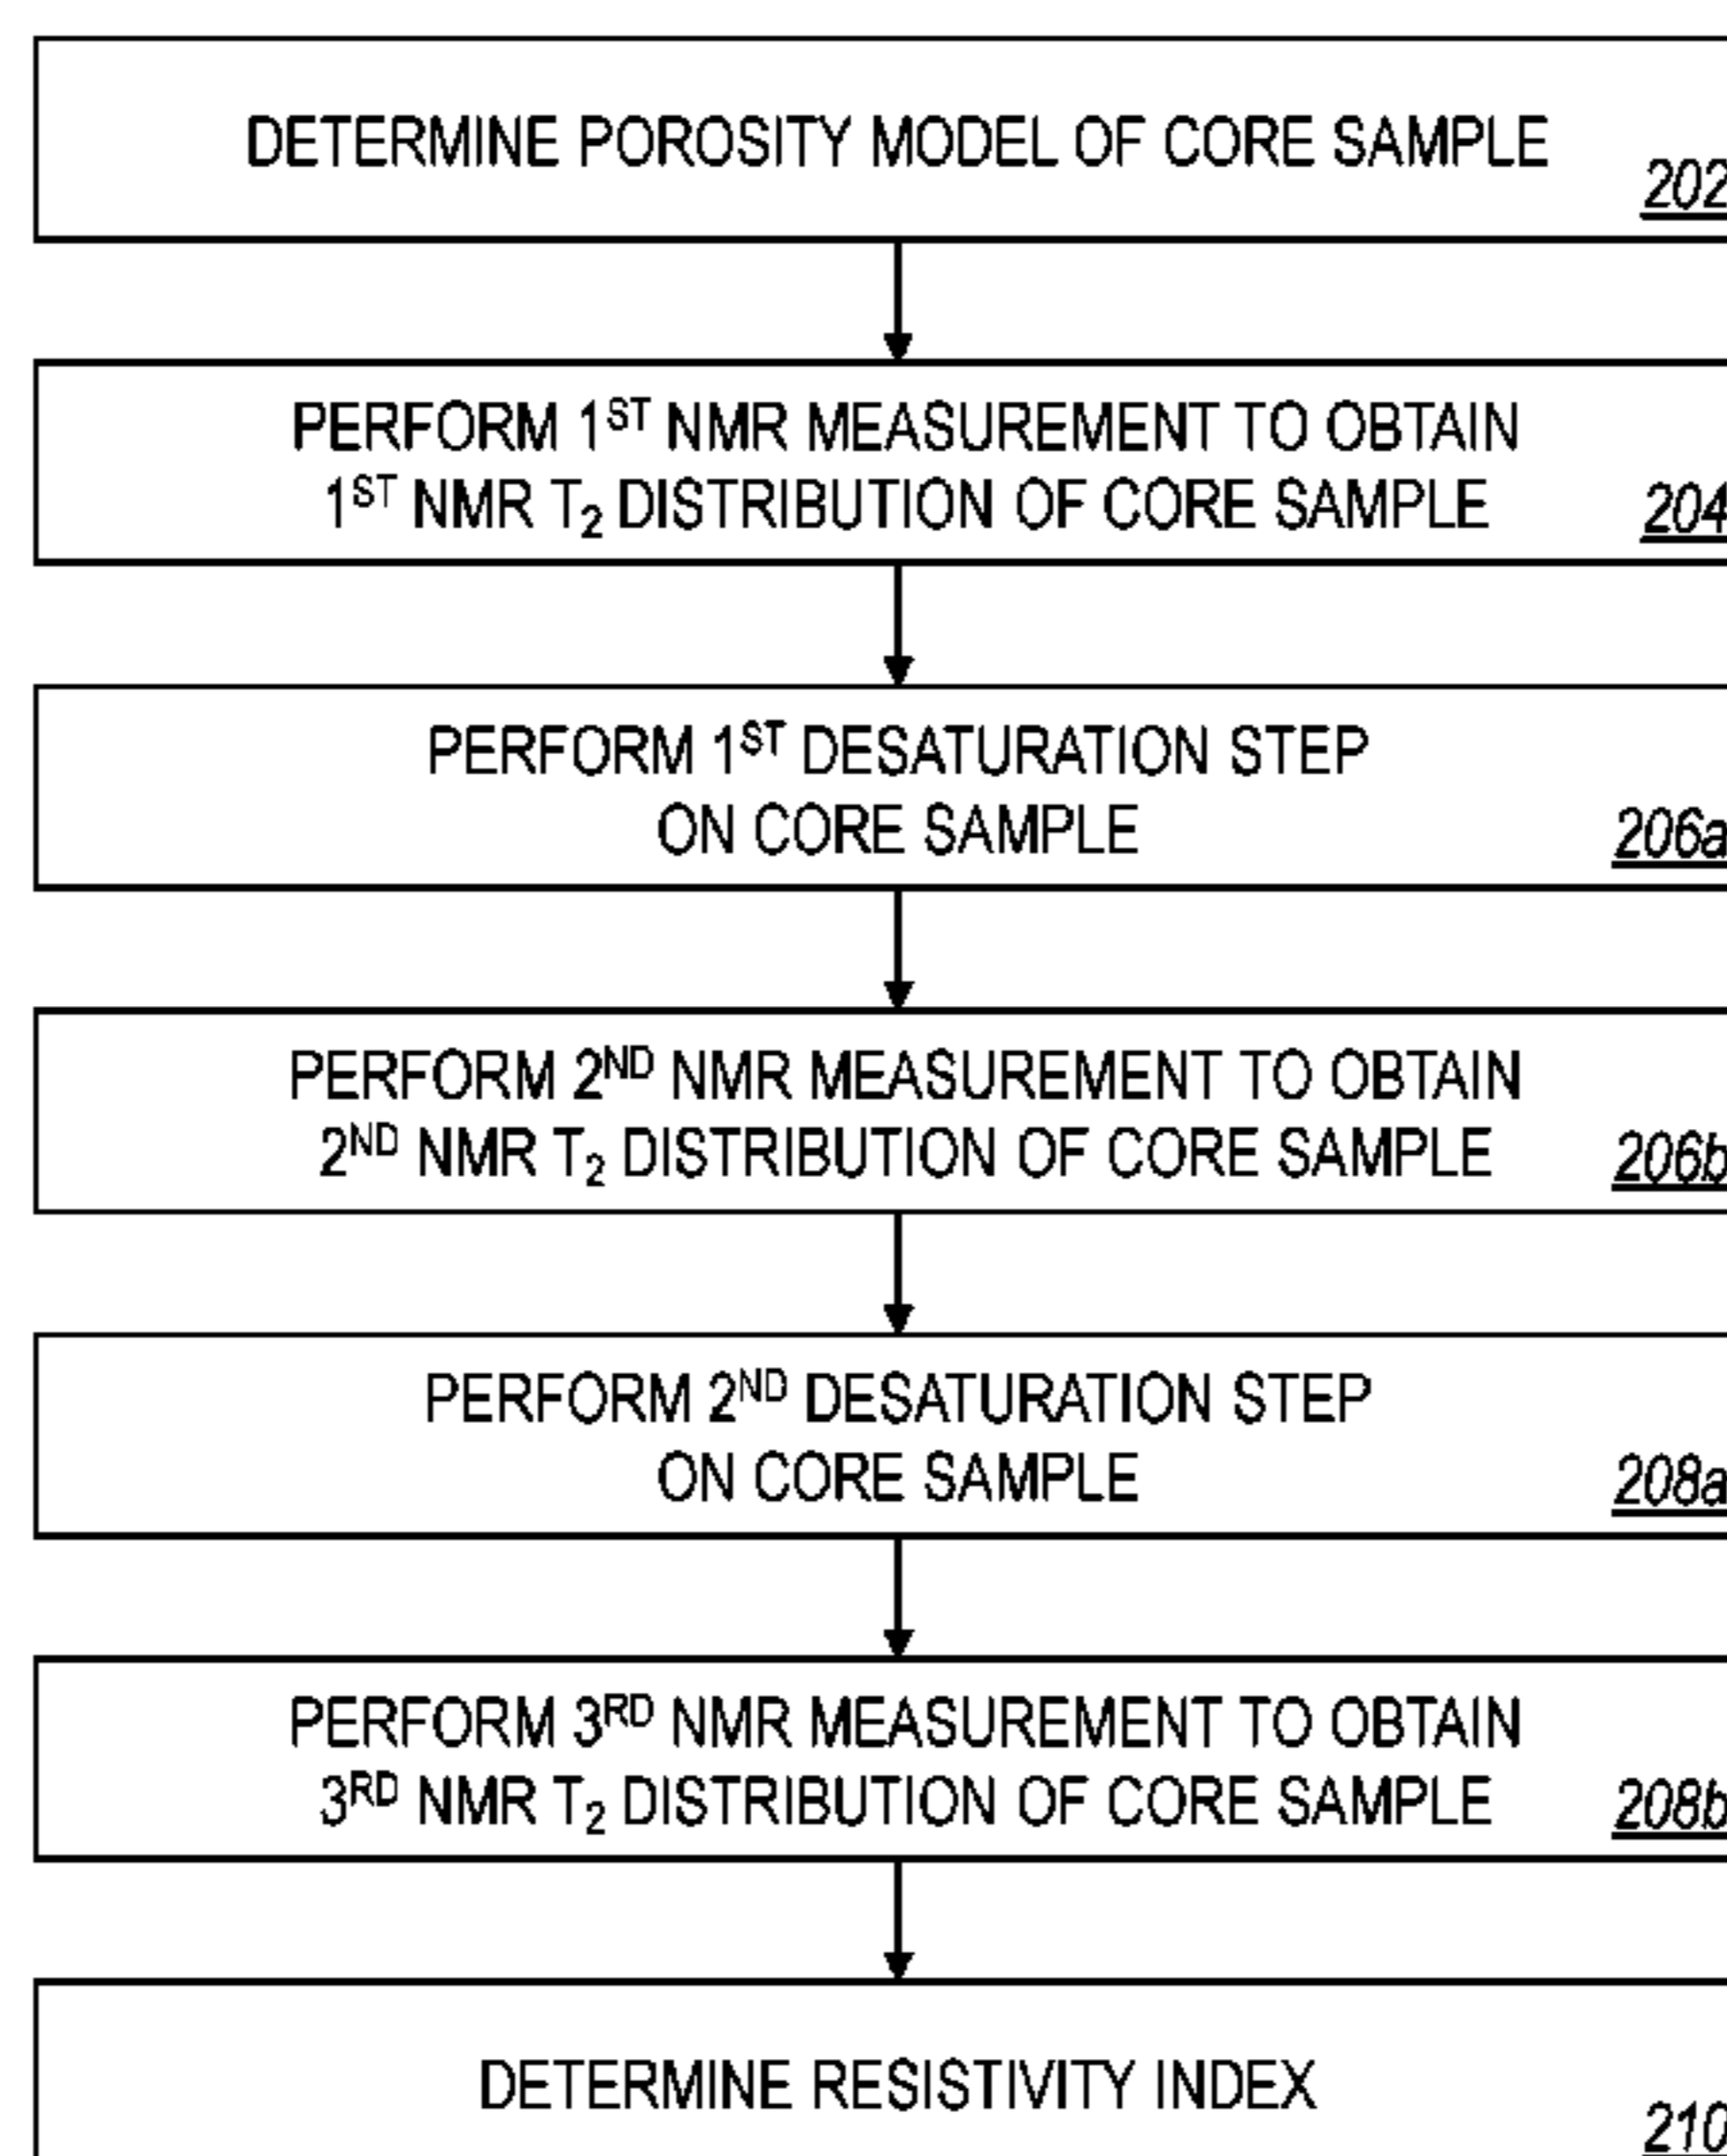 DETERMINE POROSITY MODEL OF CORE SAMPLE
202
PERFORM 1ST NMR MEASUREMENT TO OBTAIN
1ST NMR T2 DISTRIBUTION OF CORE SAMPLE
204
PERFORM 1ST DESATURATION STEP
ON CORE SAMPLE
206a
PERFORM 2ND NMR MEASUREMENT TO OBTAIN
2ND NMR T2 DISTRIBUTION OF CORE SAMPLE
206b
PERFORM 2ND DESATURATION STEP
ON CORE SAMPLE
208a
PERFORM 3RD NMR MEASUREMENT TO OBTAIN
3RD NMR T2 DISTRIBUTION OF CORE SAMPLE
208b
DETERMINE RESISTIVITY INDEX
210